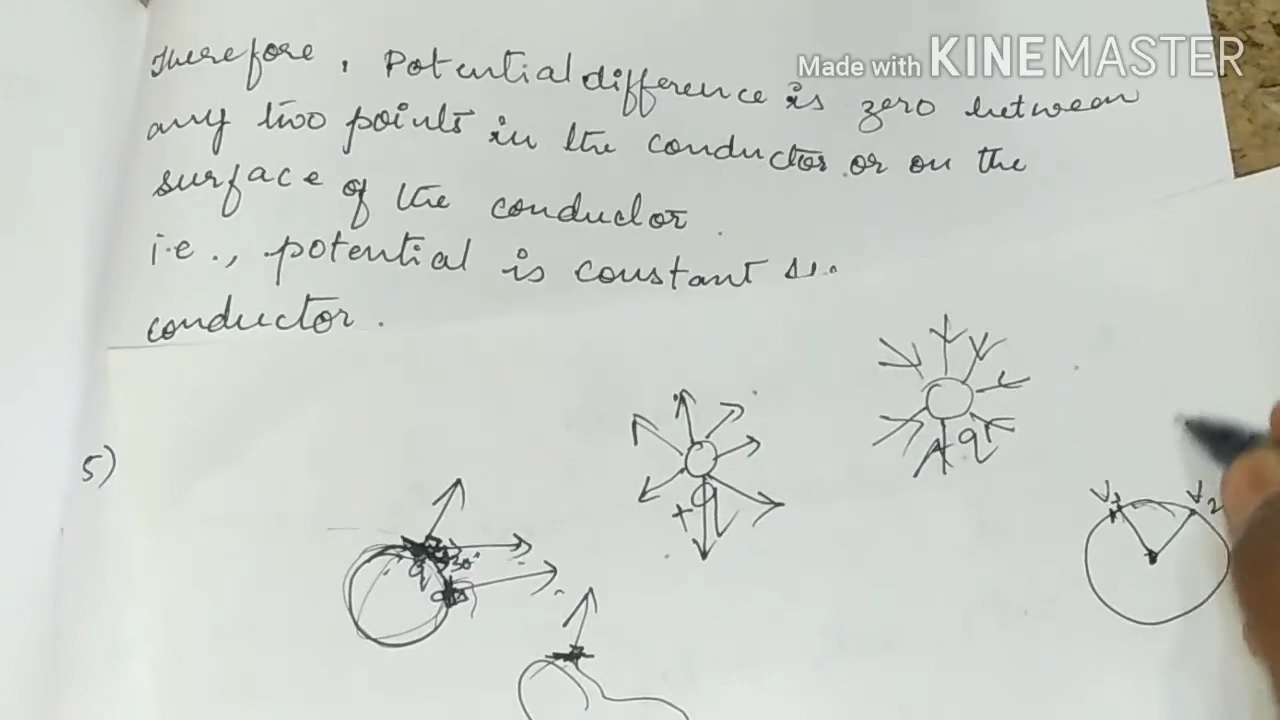 Therefore, Potential difference is zero between
any two points in the conductor or on the
surface of the conductor.
i.e., potential is constant
conductor.
Made with KINEMASTER
5)
+q
q
V1
V2
q
30°